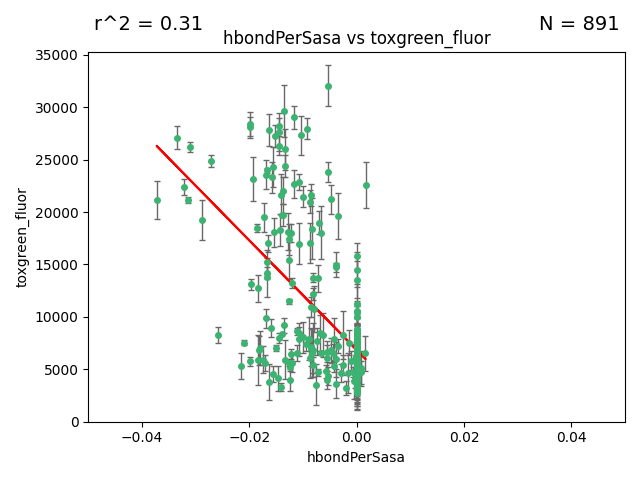 r^2 = 0.31
N = 891
hbondPerSasa vs toxgreen_fluor
35000
30000
25000
20000
15000
10000
5000
0
toxgreen_fluor
−0.04
−0.02
0.00
0.02
0.04
hbondPerSasa